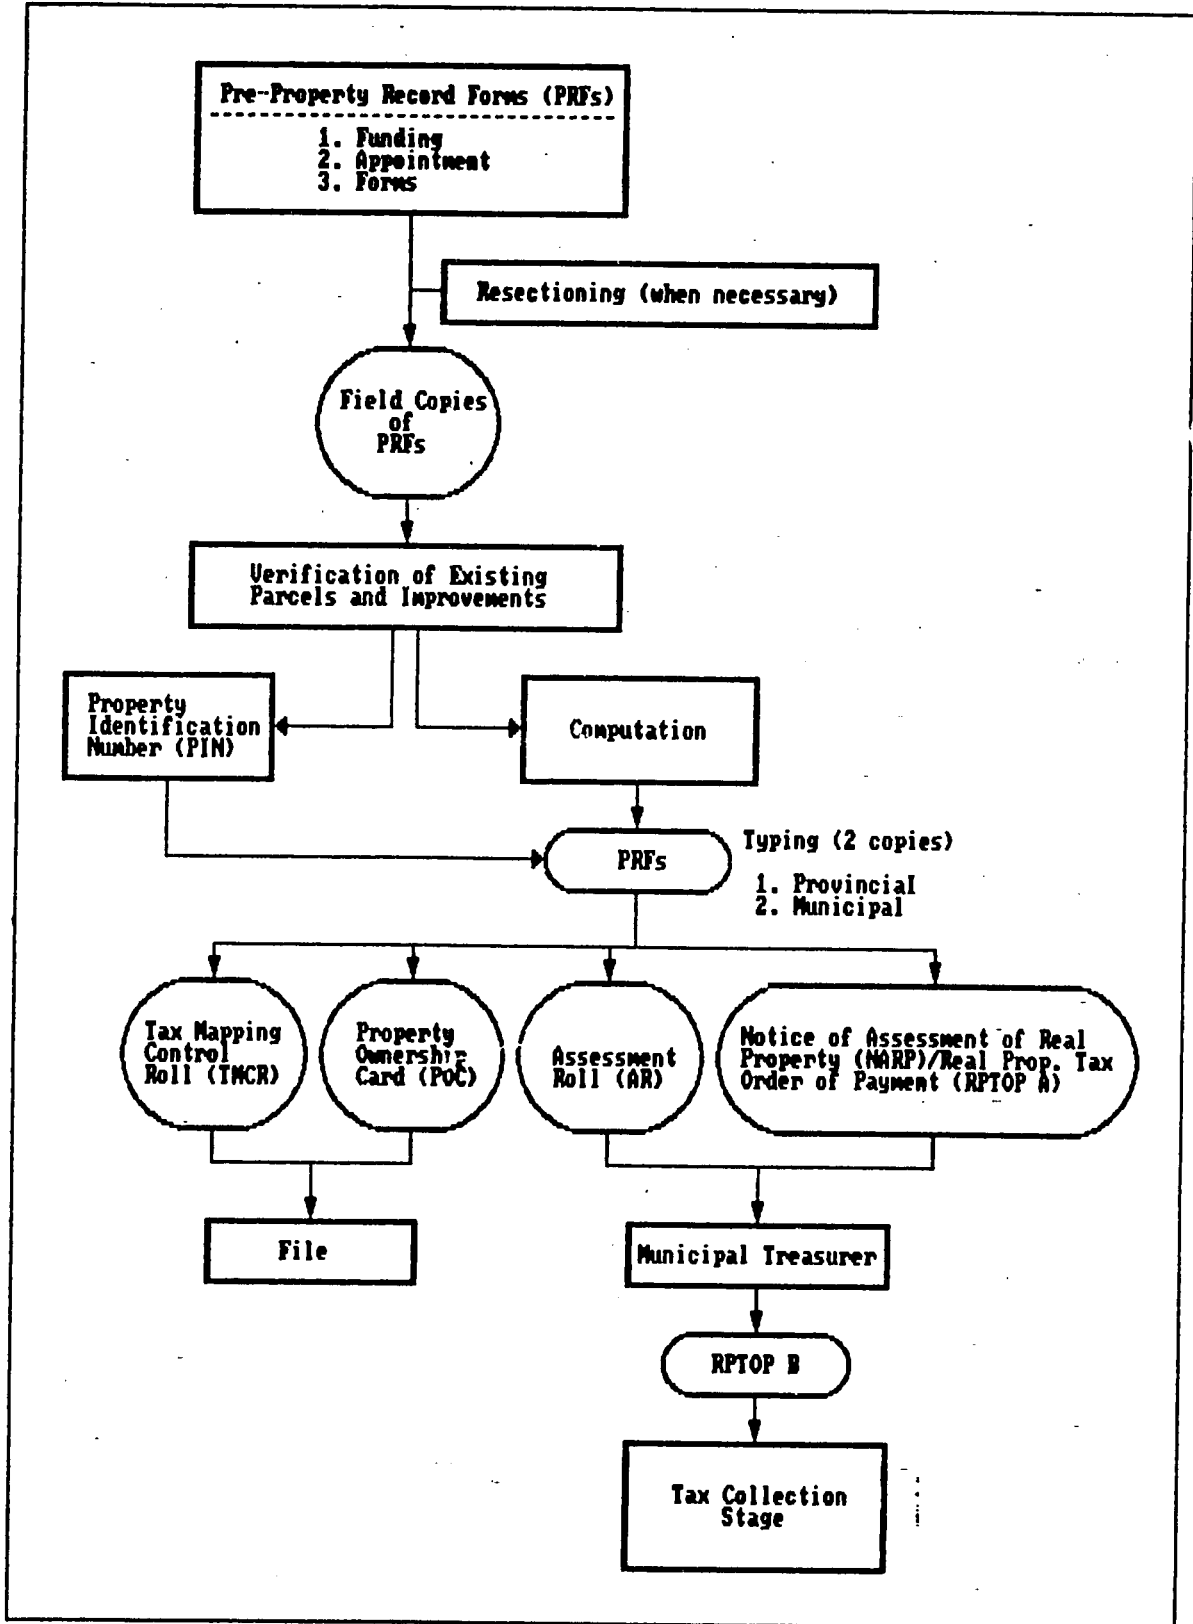 Pre-Property Record Forms (PRFs)
1. Funding
2. Appointment
3. Forms
Resectioning (when necessary)
Field Copies
of
PRFs
Verification of Existing
Parcels and Improvements
Property
Identification
Number (PIN)
Computation
PRFs
Typing (2 copies)
1. Provincial
2. Municipal
Tax Mapping
Control
Roll (TMCR)
Property
Ownership
Card (POC)
Assessment
Roll (AR)
Notice of Assessment of Real
Property (NARP)/Real Prop. Tax
Order of Payment (RPTOP A)
File
Municipal Treasurer
RPTOP B
Tax Collection
Stage